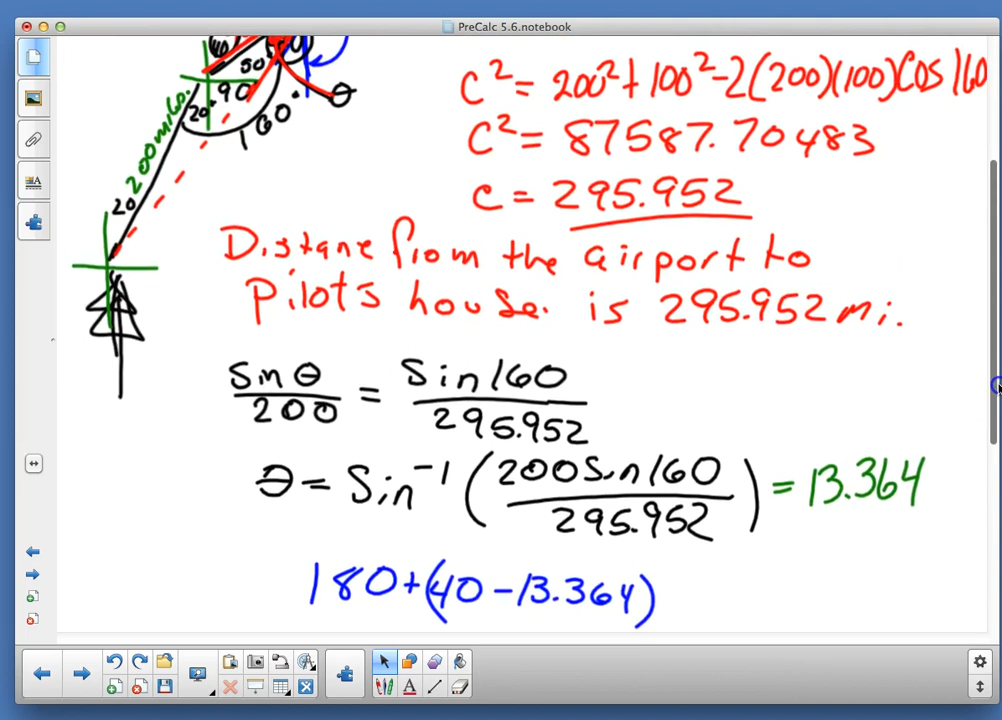 PreCalc 5.6.notebook
C² = 200² + 100² - 2(200)(100)Cos 160
C² = 87587.70483
C = 295.952
50
90
θ
20
160
200 miles.
20
Distane from the airport to
Pilots house. is 295.952 mi.
Sin θ / 200 = Sin 160 / 295.952
θ = Sin⁻¹ (200 Sin 160 / 295.952) = 13.364
180+(40-13.364)